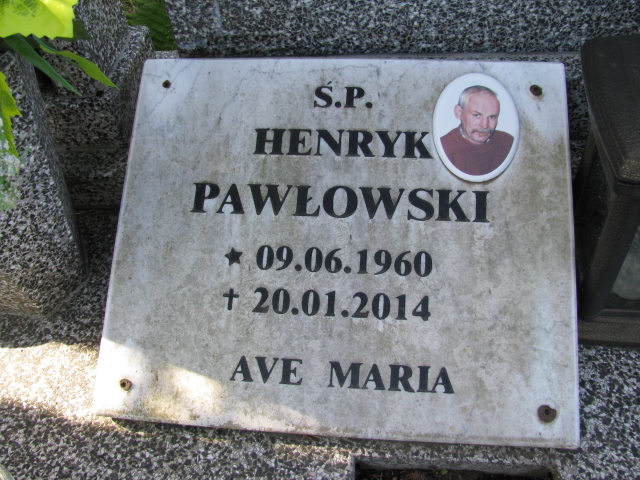 Ś.P.
HENRYK
PAWŁOWSKI
★ 09.06.1960
✝ 20.01.2014
AVE MARIA